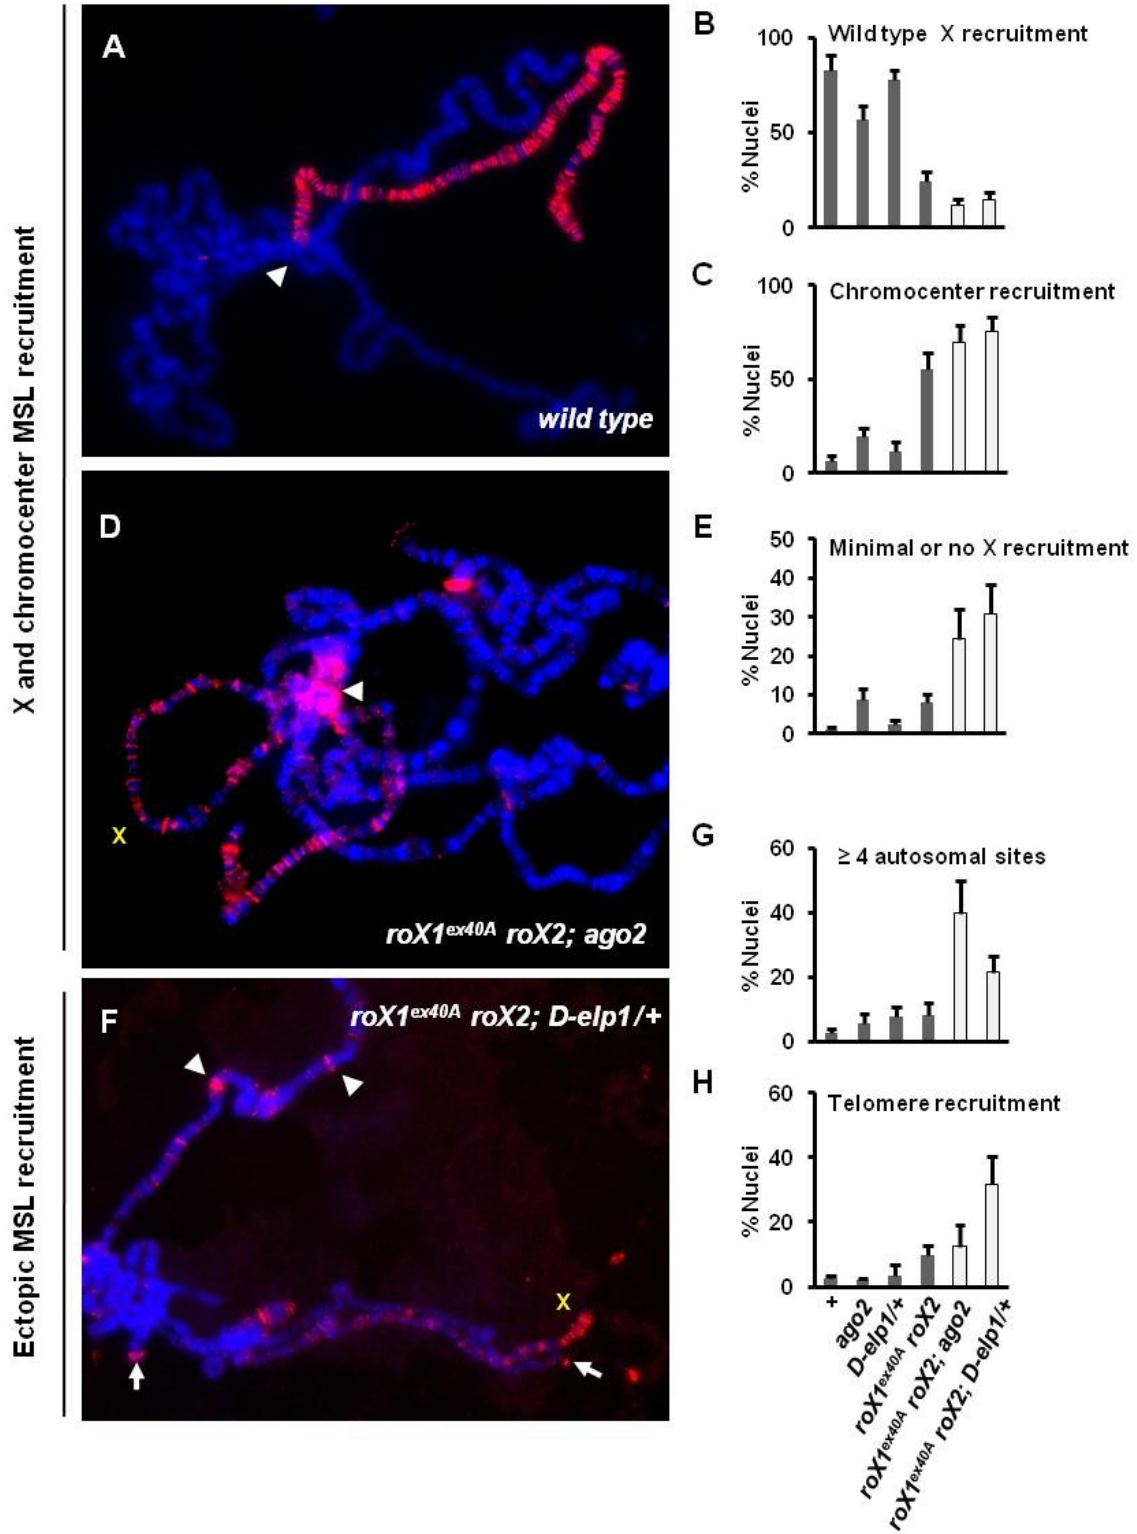 X and chromocenter MSL recruitment
Ectopic MSL recruitment
A
wild type
D
X
roX1ex40A roX2; ago2
F
roX1ex40A roX2; D-elp1/+
X
B
Wild type X recruitment
% Nuclei
100
50
0
C
Chromocenter recruitment
% Nuclei
100
50
0
E
Minimal or no X recruitment
% Nuclei
50
40
30
20
10
0
G
≥ 4 autosomal sites
% Nuclei
60
40
20
0
H
Telomere recruitment
% Nuclei
60
40
20
0
+
ago2
D-elp1/+
roX1ex40A roX2
roX1ex40A roX2; ago2
roX1ex40A roX2; D-elp1/+